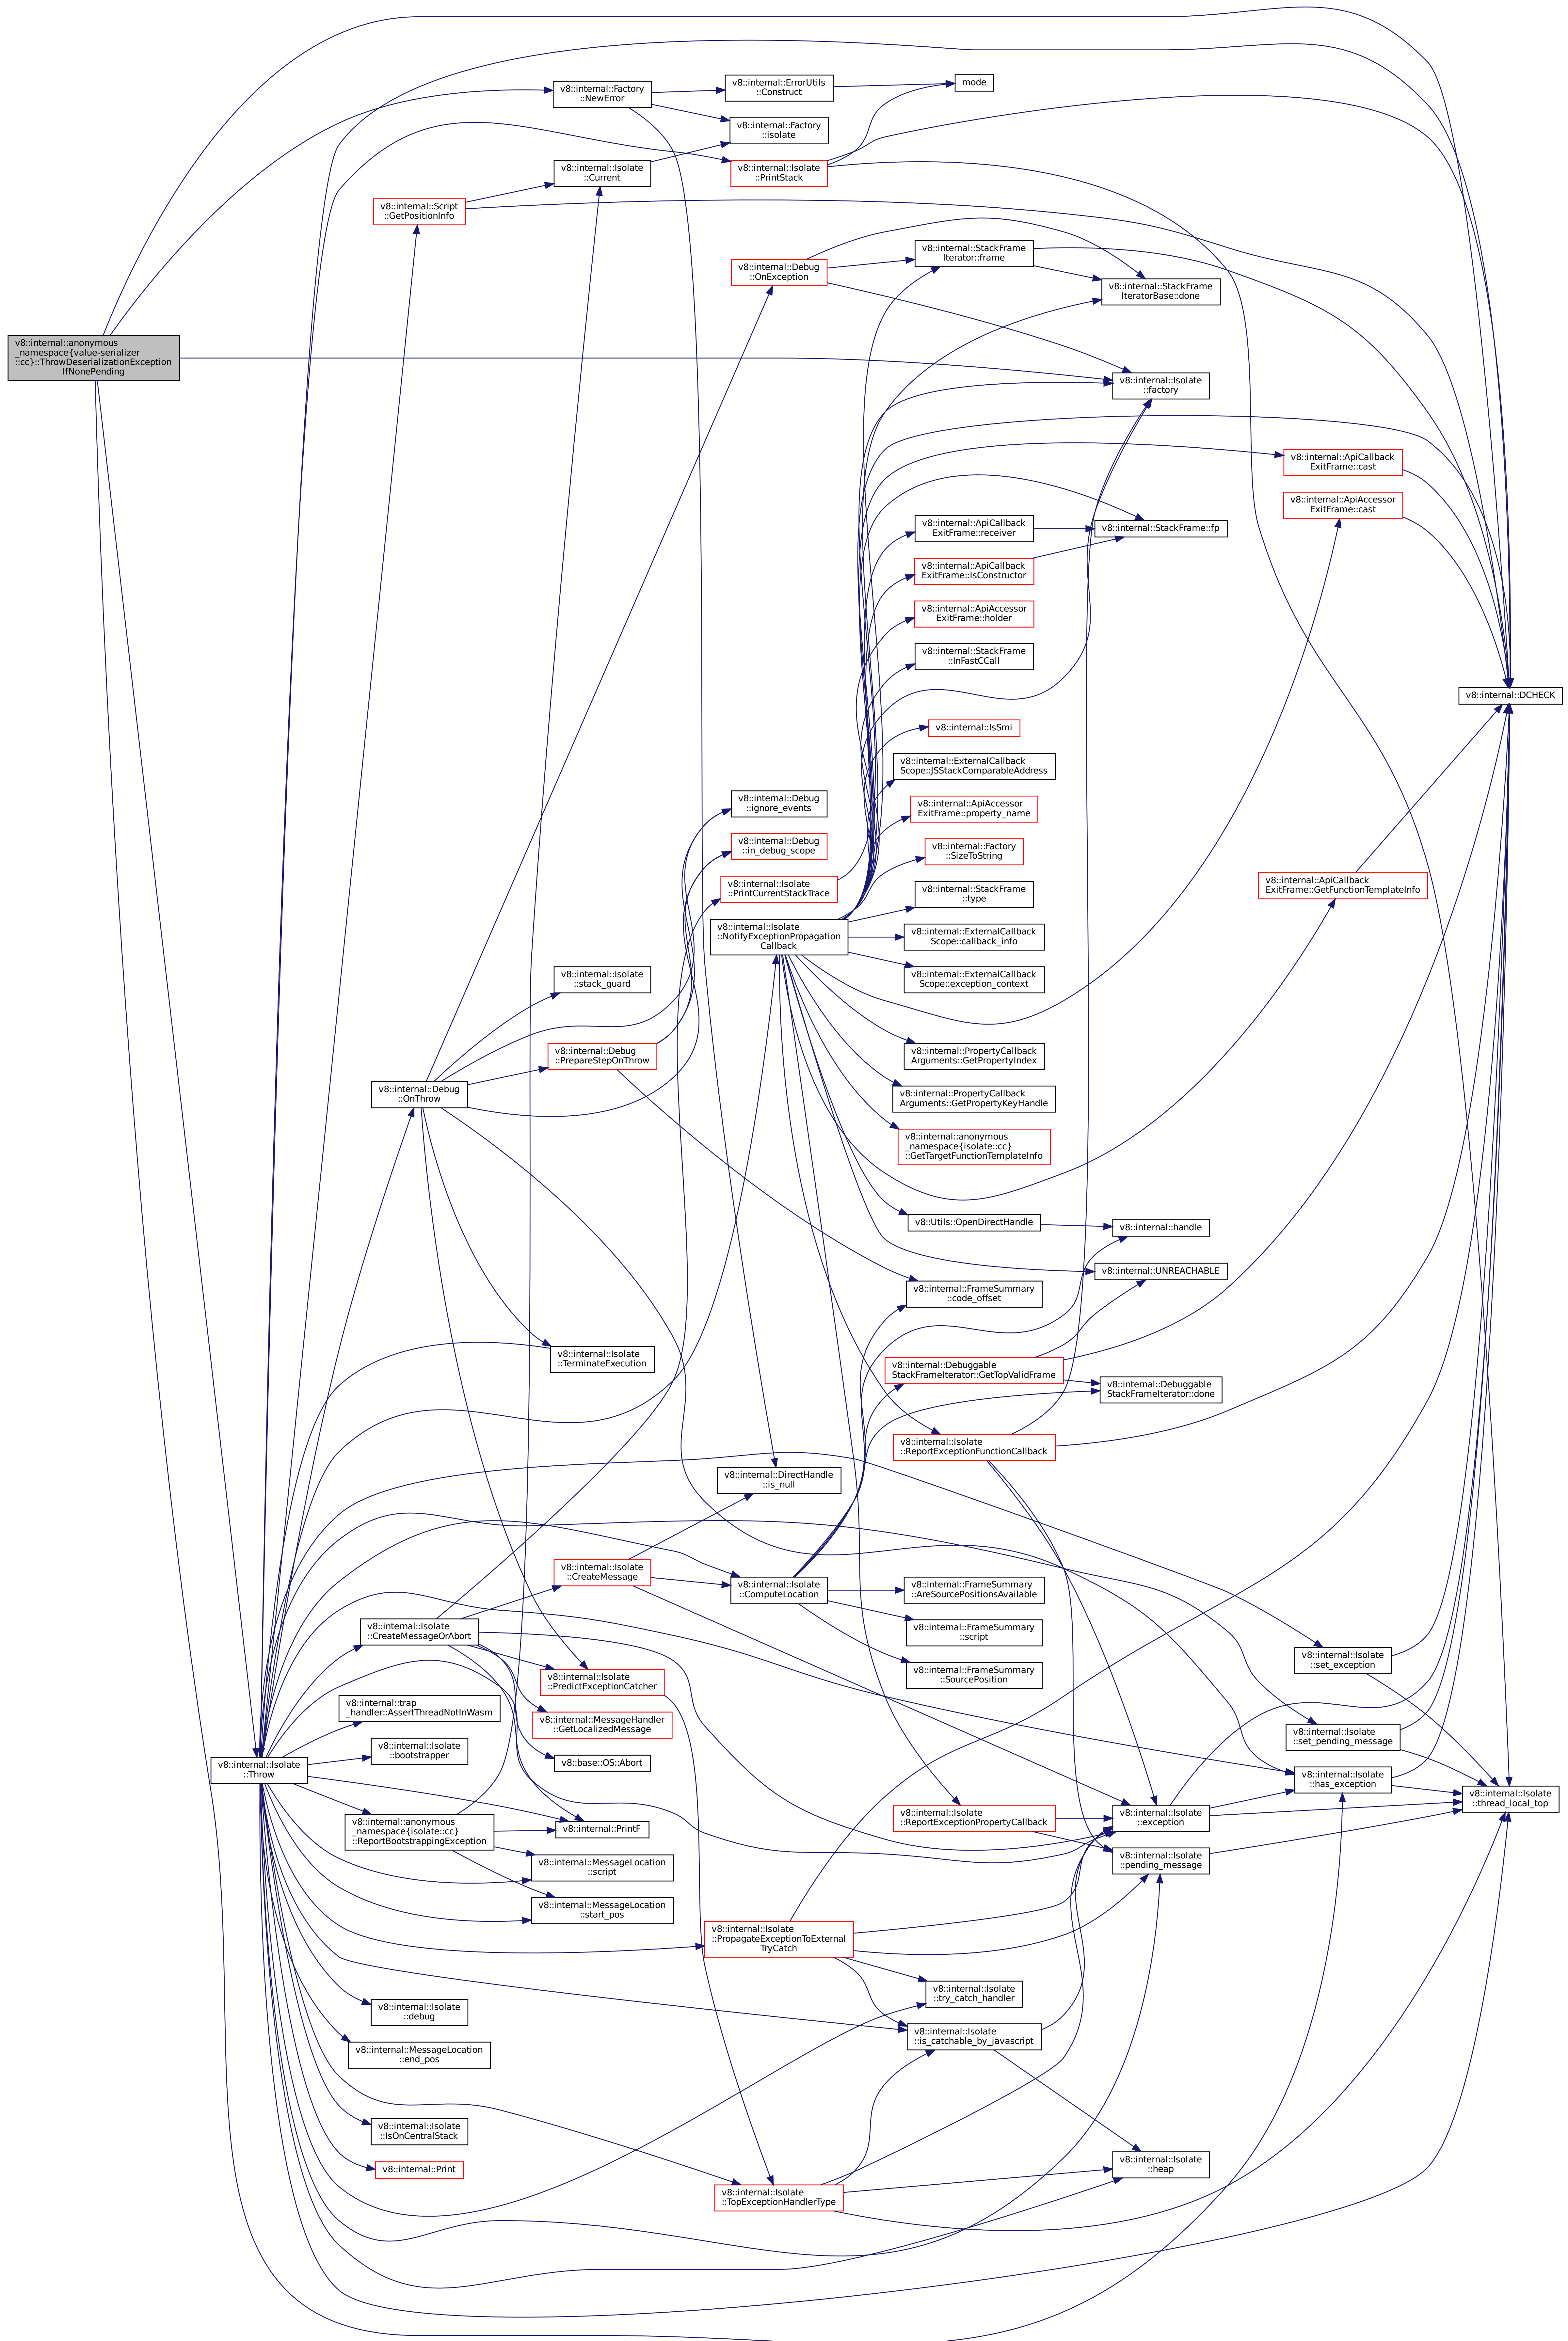 v8::internal::anonymous
_namespace{value-serializer
::cc}::ThrowDeserializationException
IfNonePending
v8::internal::Factory
::NewError
v8::internal::ErrorUtils
::Construct
mode
v8::internal::Factory
::isolate
v8::internal::Isolate
::Current
v8::internal::Isolate
::PrintStack
v8::internal::Script
::GetPositionInfo
v8::internal::Debug
::OnException
v8::internal::StackFrame
Iterator::frame
v8::internal::StackFrame
IteratorBase::done
v8::internal::Isolate
::factory
v8::internal::ApiCallback
ExitFrame::cast
v8::internal::ApiAccessor
ExitFrame::cast
v8::internal::ApiCallback
ExitFrame::receiver
v8::internal::StackFrame::fp
v8::internal::ApiCallback
ExitFrame::IsConstructor
v8::internal::ApiAccessor
ExitFrame::holder
v8::internal::StackFrame
::InFastCCall
v8::internal::DCHECK
v8::internal::IsSmi
v8::internal::ExternalCallback
Scope::JSStackComparableAddress
v8::internal::Debug
::ignore_events
v8::internal::ApiAccessor
ExitFrame::property_name
v8::internal::Debug
::in_debug_scope
v8::internal::Factory
::SizeToString
v8::internal::Isolate
::PrintCurrentStackTrace
v8::internal::StackFrame
::type
v8::internal::ApiCallback
ExitFrame::GetFunctionTemplateInfo
v8::internal::Isolate
::NotifyExceptionPropagation
Callback
v8::internal::ExternalCallback
Scope::callback_info
v8::internal::Isolate
::stack_guard
v8::internal::ExternalCallback
Scope::exception_context
v8::internal::Debug
::PrepareStepOnThrow
v8::internal::PropertyCallback
Arguments::GetPropertyIndex
v8::internal::Debug
::OnThrow
v8::internal::PropertyCallback
Arguments::GetPropertyKeyHandle
v8::internal::anonymous
_namespace{isolate::cc}
::GetTargetFunctionTemplateInfo
v8::Utils::OpenDirectHandle
v8::internal::handle
v8::internal::UNREACHABLE
v8::internal::FrameSummary
::code_offset
v8::internal::Isolate
::TerminateExecution
v8::internal::Debuggable
StackFrameIterator::GetTopValidFrame
v8::internal::Debuggable
StackFrameIterator::done
v8::internal::Isolate
::ReportExceptionFunctionCallback
v8::internal::DirectHandle
::is_null
v8::internal::Isolate
::CreateMessage
v8::internal::Isolate
::ComputeLocation
v8::internal::FrameSummary
::AreSourcePositionsAvailable
v8::internal::Isolate
::CreateMessageOrAbort
v8::internal::FrameSummary
::script
v8::internal::Isolate
::set_exception
v8::internal::Isolate
::PredictExceptionCatcher
v8::internal::FrameSummary
::SourcePosition
v8::internal::trap
_handler::AssertThreadNotInWasm
v8::internal::MessageHandler
::GetLocalizedMessage
v8::internal::Isolate
::set_pending_message
v8::internal::Isolate
::bootstrapper
v8::base::OS::Abort
v8::internal::Isolate
::Throw
v8::internal::Isolate
::has_exception
v8::internal::Isolate
::thread_local_top
v8::internal::anonymous
_namespace{isolate::cc}
::ReportBootstrappingException
v8::internal::PrintF
v8::internal::Isolate
::ReportExceptionPropertyCallback
v8::internal::Isolate
::exception
v8::internal::MessageLocation
::script
v8::internal::Isolate
::pending_message
v8::internal::MessageLocation
::start_pos
v8::internal::Isolate
::PropagateExceptionToExternal
TryCatch
v8::internal::Isolate
::try_catch_handler
v8::internal::Isolate
::debug
v8::internal::Isolate
::is_catchable_by_javascript
v8::internal::MessageLocation
::end_pos
v8::internal::Isolate
::IsOnCentralStack
v8::internal::Print
v8::internal::Isolate
::heap
v8::internal::Isolate
::TopExceptionHandlerType